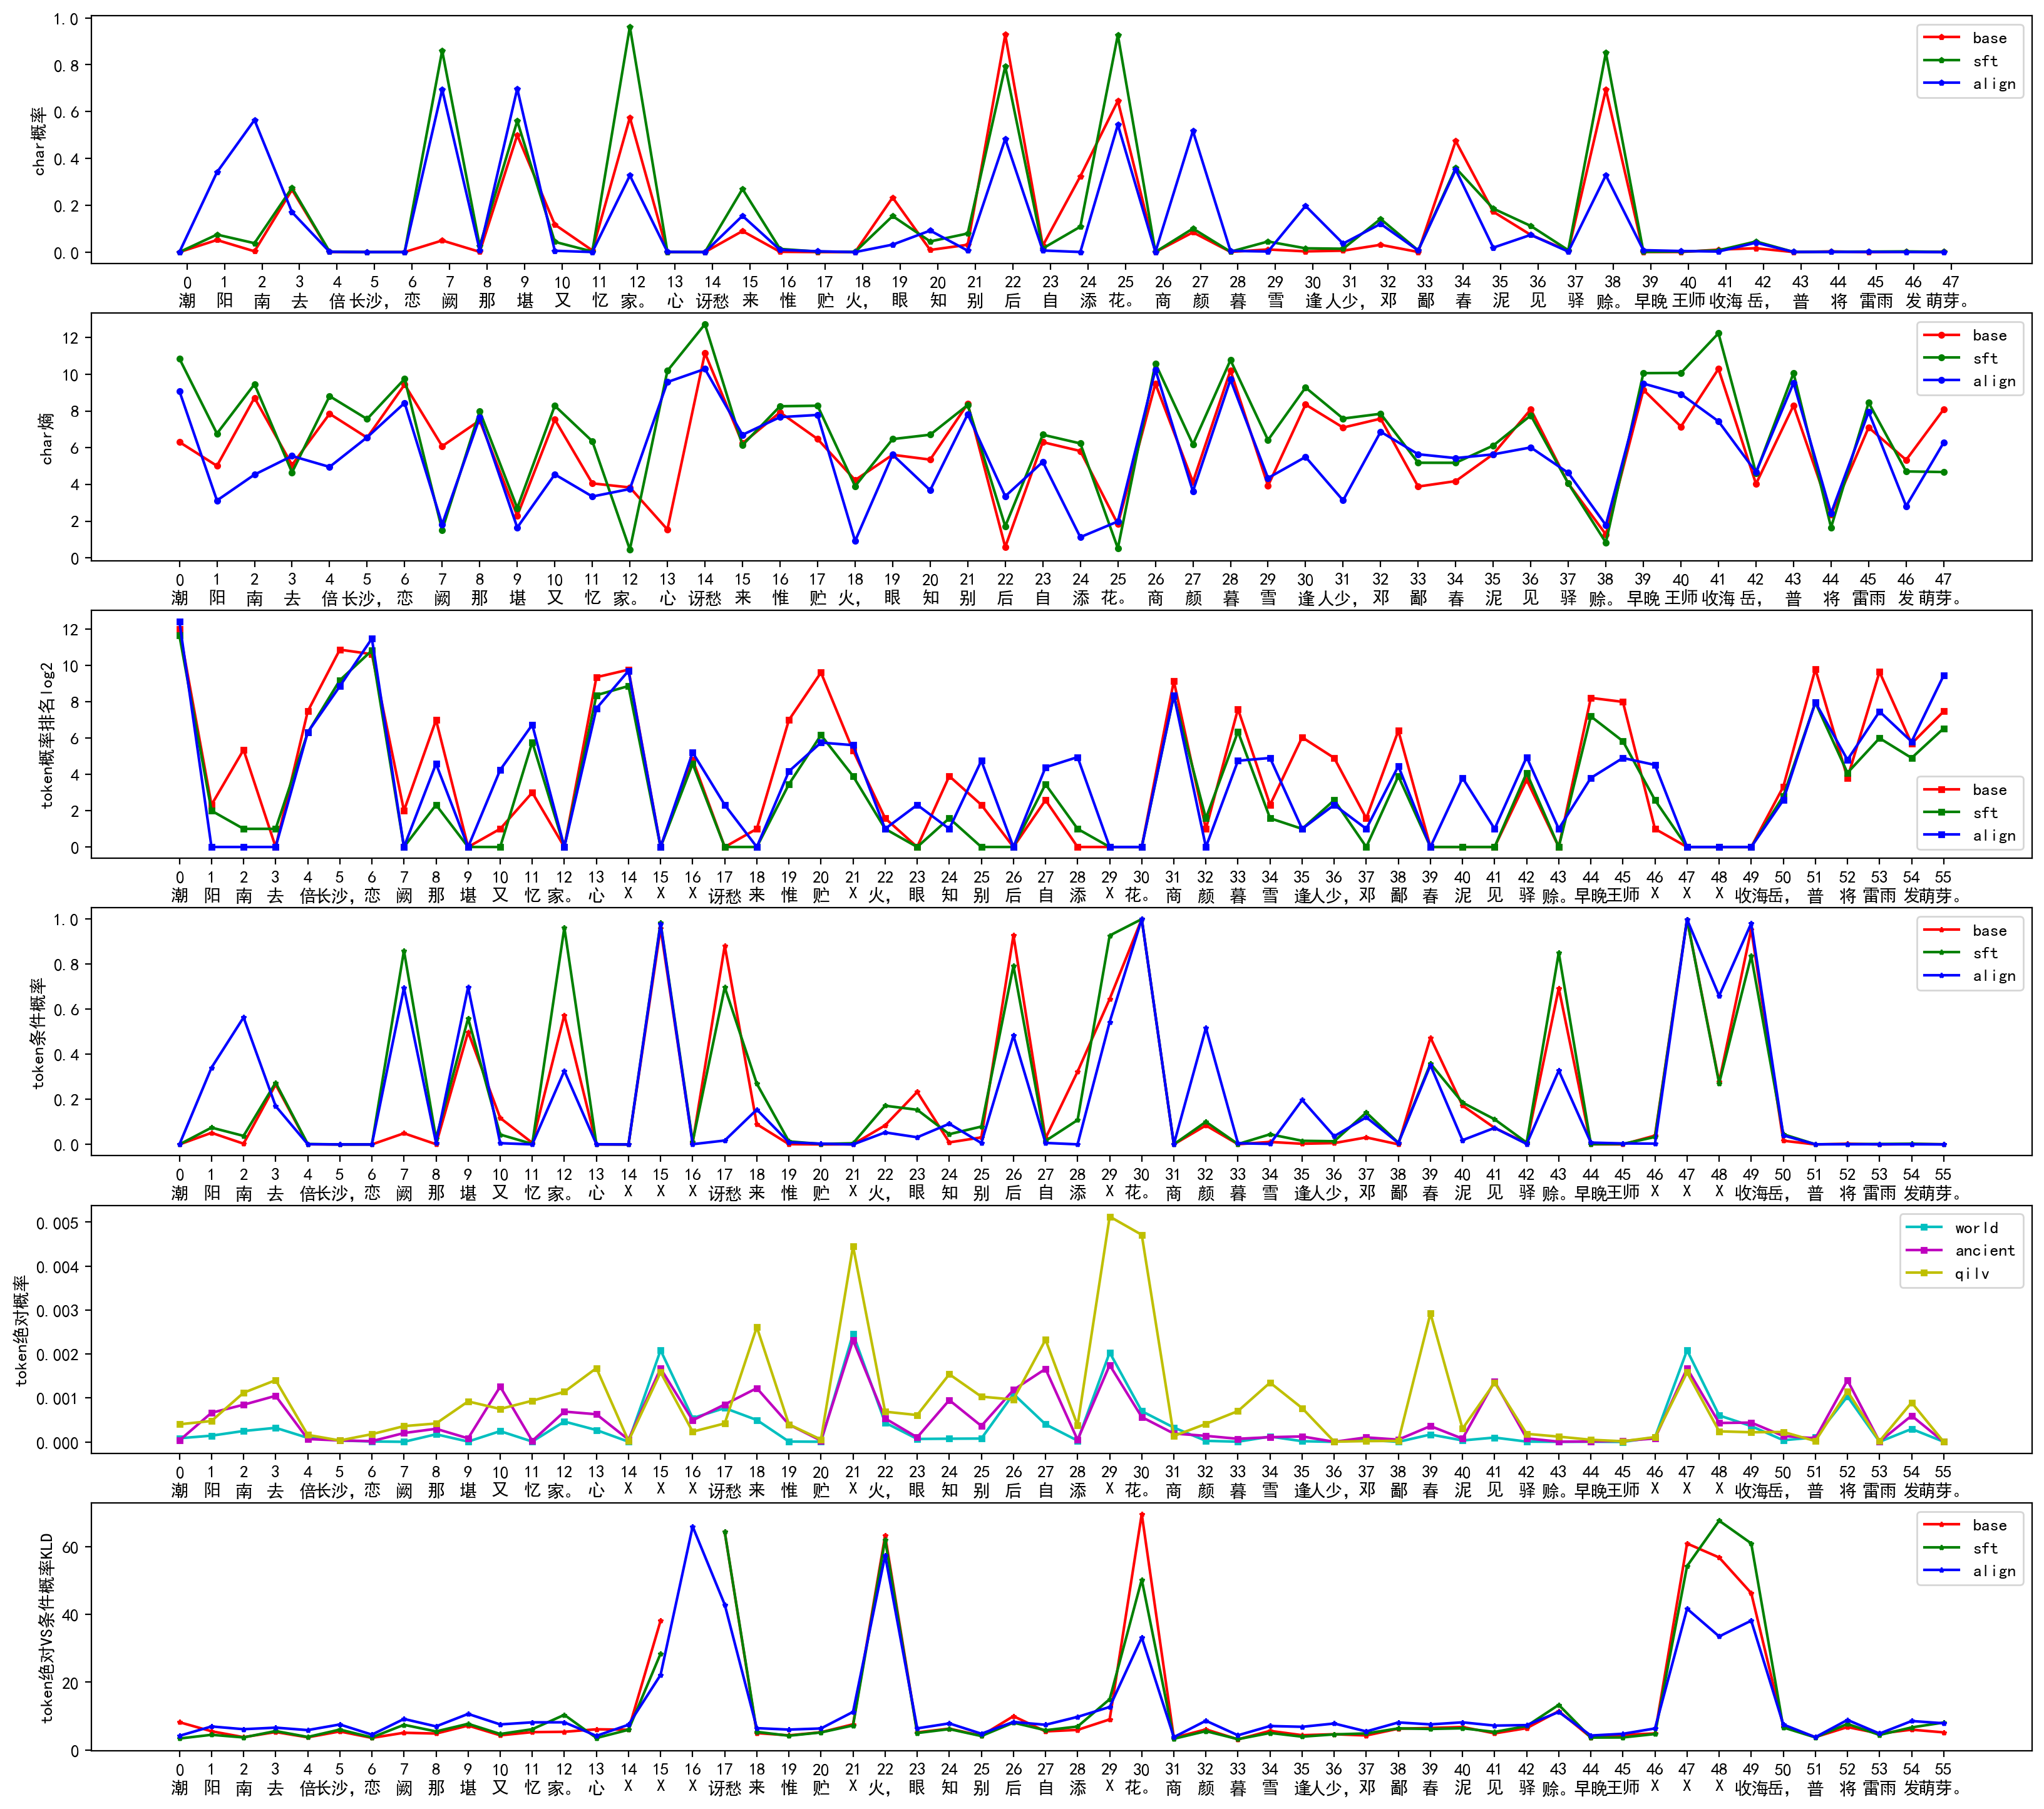 char概率
1.0
0.8
0.6
0.4
0.2
0.0
base
sft
align
0 1 2 3 4 5 6 7 8 9 10 11 12 13 14 15 16 17 18 19 20 21 22 23 24 25 26 27 28 29 30 31 32 33 34 35 36 37 38 39 40 41 42 43 44 45 46 47
潮 阳 南 去 倍 长沙, 恋 阙 那 堪 又 忆 家。 心 讶愁 来 惟 贮 火, 眼 知 别 后 自 添 花。 商 颜 暮 雪 逢 人少, 邓 鄙 春 泥 见 驿 赊。 早晚 王师 收海 岳, 普 将 雷雨 发 萌芽。
char熵
12
10
8
6
4
2
0
base
sft
align
0 1 2 3 4 5 6 7 8 9 10 11 12 13 14 15 16 17 18 19 20 21 22 23 24 25 26 27 28 29 30 31 32 33 34 35 36 37 38 39 40 41 42 43 44 45 46 47
潮 阳 南 去 倍 长沙, 恋 阙 那 堪 又 忆 家。 心 讶愁 来 惟 贮 火, 眼 知 别 后 自 添 花。 商 颜 暮 雪 逢 人少, 邓 鄙 春 泥 见 驿 赊。 早晚 王师 收海 岳, 普 将 雷雨 发 萌芽。
token概率排名log2
12
10
8
6
4
2
0
base
sft
align
0 1 2 3 4 5 6 7 8 9 10 11 12 13 14 15 16 17 18 19 20 21 22 23 24 25 26 27 28 29 30 31 32 33 34 35 36 37 38 39 40 41 42 43 44 45 46 47 48 49 50 51 52 53 54 55
潮 阳 南 去 倍 长沙, 恋 阙 那 堪 又 忆 家。 心 X X X 讶愁 来 惟 贮 X 火, 眼 知 别 后 自 添 X 花。 商 颜 暮 雪 逢 人少, 邓 鄙 春 泥 见 驿 赊。 早晚 王师 X X X 收海 岳, 普 将 雷雨 发 萌芽。
token条件概率
1.0
0.8
0.6
0.4
0.2
0.0
base
sft
align
0 1 2 3 4 5 6 7 8 9 10 11 12 13 14 15 16 17 18 19 20 21 22 23 24 25 26 27 28 29 30 31 32 33 34 35 36 37 38 39 40 41 42 43 44 45 46 47 48 49 50 51 52 53 54 55
潮 阳 南 去 倍 长沙, 恋 阙 那 堪 又 忆 家。 心 X X X 讶愁 来 惟 贮 X 火, 眼 知 别 后 自 添 X 花。 商 颜 暮 雪 逢 人少, 邓 鄙 春 泥 见 驿 赊。 早晚 王师 X X X 收海 岳, 普 将 雷雨 发 萌芽。
token绝对概率
0.005
0.004
0.003
0.002
0.001
0.000
world
ancient
qilv
0 1 2 3 4 5 6 7 8 9 10 11 12 13 14 15 16 17 18 19 20 21 22 23 24 25 26 27 28 29 30 31 32 33 34 35 36 37 38 39 40 41 42 43 44 45 46 47 48 49 50 51 52 53 54 55
潮 阳 南 去 倍 长沙, 恋 阙 那 堪 又 忆 家。 心 X X X 讶愁 来 惟 贮 X 火, 眼 知 别 后 自 添 X 花。 商 颜 暮 雪 逢 人少, 邓 鄙 春 泥 见 驿 赊。 早晚 王师 X X X 收海 岳, 普 将 雷雨 发 萌芽。
token绝对VS条件概率KLD
60
40
20
0
base
sft
align
0 1 2 3 4 5 6 7 8 9 10 11 12 13 14 15 16 17 18 19 20 21 22 23 24 25 26 27 28 29 30 31 32 33 34 35 36 37 38 39 40 41 42 43 44 45 46 47 48 49 50 51 52 53 54 55
潮 阳 南 去 倍 长沙, 恋 阙 那 堪 又 忆 家。 心 X X X 讶愁 来 惟 贮 X 火, 眼 知 别 后 自 添 X 花。 商 颜 暮 雪 逢 人少, 邓 鄙 春 泥 见 驿 赊。 早晚 王师 X X X 收海 岳, 普 将 雷雨 发 萌芽。